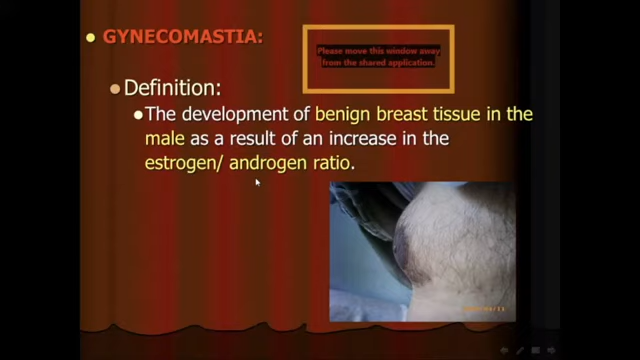 GYNECOMASTIA:
Please move this window away
from the shared application.
Definition:
The development of benign breast tissue in the
male as a result of an increase in the
estrogen/ androgen ratio.